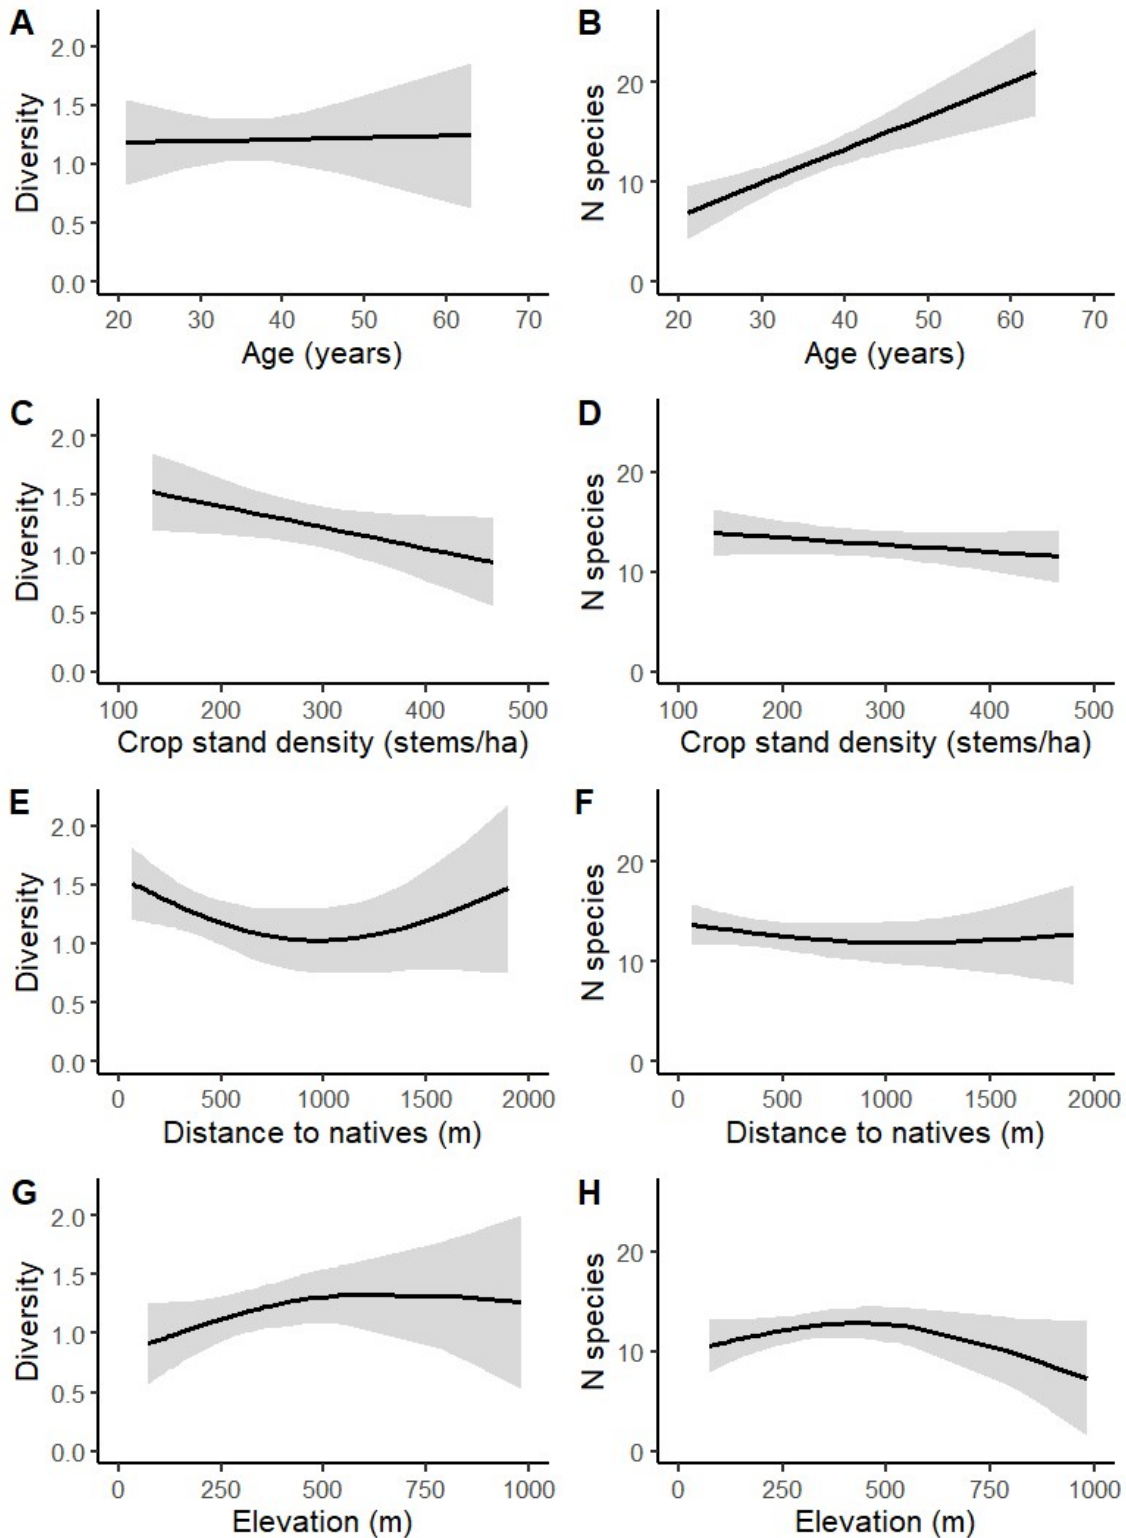 A
B
2.0
1.5
1.0
0.5
0.0
Diversity
20 30 40 50 60 70
Age (years)
20
10
0
N species
20 30 40 50 60 70
Age (years)
C
D
2.0
1.5
1.0
0.5
0.0
Diversity
100 200 300 400 500
Crop stand density (stems/ha)
20
10
0
N species
100 200 300 400 500
Crop stand density (stems/ha)
E
F
2.0
1.5
1.0
0.5
0.0
Diversity
0 500 1000 1500 2000
Distance to natives (m)
20
10
0
N species
0 500 1000 1500 2000
Distance to natives (m)
G
H
2.0
1.5
1.0
0.5
0.0
Diversity
0 250 500 750 1000
Elevation (m)
20
10
0
N species
0 250 500 750 1000
Elevation (m)